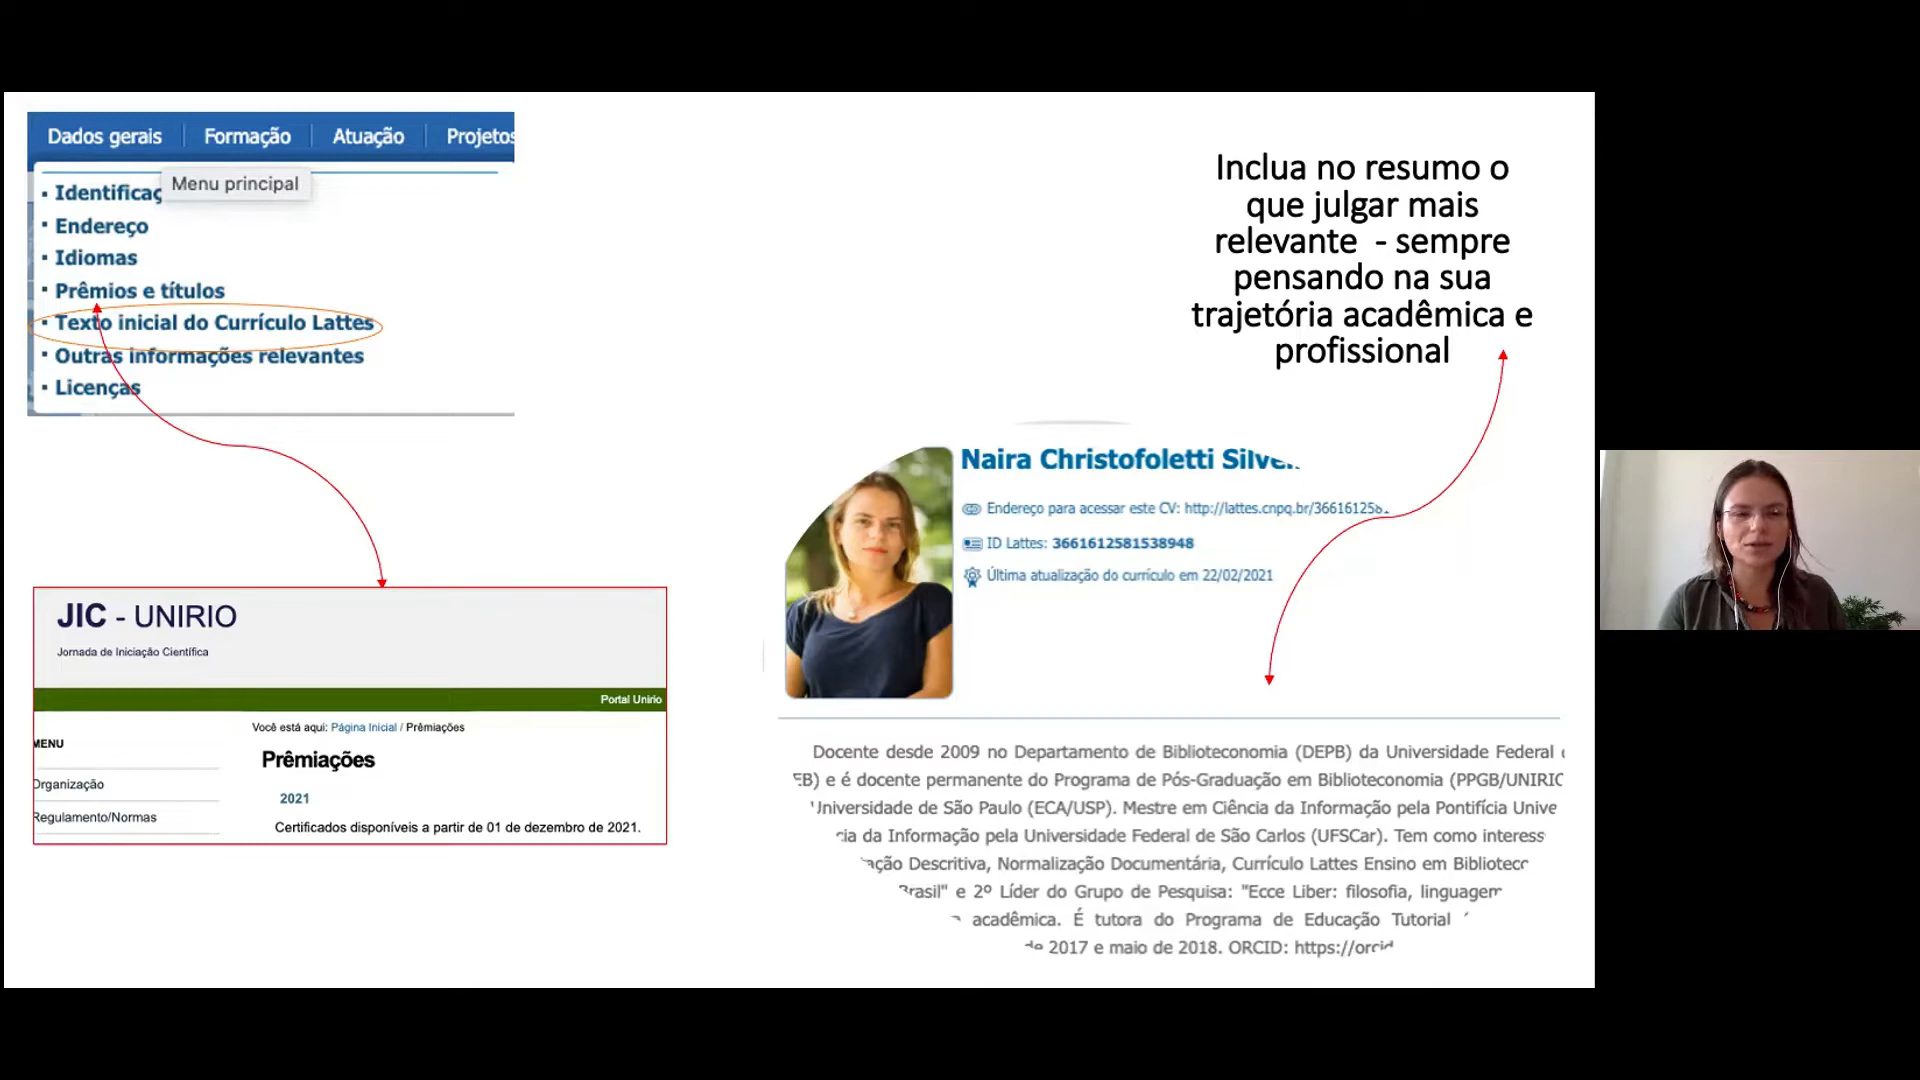 Dados gerais Formação Atuação Projetos
Menu principal
Endereço
Idiomas
Prêmios e títulos
Texto inicial do Currículo Lattes
Outras informações relevantes
Licenças
Inclua no resumo o
que julgar mais
relevante - sempre
pensando na sua
trajetória acadêmica e
profissional
Naira Christofoletti
Endereço para acessar este CV: http://lattes.cnpq.br/3661612581
ID Lattes: 3661612581538948
Última atualização do currículo em 22/02/2021
Docente desde 2009 no Departamento de Biblioteconomia (DEPB) da Universidade Federal
e é docente permanente do Programa de Pós-Graduação em Biblioteconomia (PPGB/UNIRIO
Universidade de São Paulo (ECA/USP). Mestre em Ciência da Informação pela Pontifícia Unive
da Informação pela Universidade Federal de São Carlos (UFSCar). Tem como interess
Descritiva, Normalização Documentária, Currículo Lattes Ensino em Biblioteco
Brasil" e 2º Líder do Grupo de Pesquisa: "Ecce Liber: filosofia, linguagem
acadêmica. É tutora do Programa de Educação Tutorial
de 2017 e maio de 2018. ORCID: https://orcid
JIC - UNIRIO
Jornada de Iniciação Científica
Portal Unirio
Você está aqui: Página Inicial / Prêmiações
MENU
Prêmiações
Organização
2021
Regulamento/Normas
Certificados disponíveis a partir de 01 de dezembro de 2021.